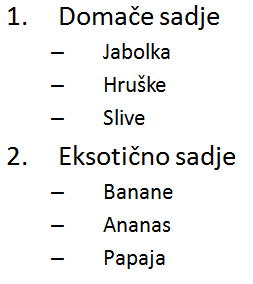 1. Domače sadje
– Jabolka
– Hruške
– Slive
2. Eksotično sadje
– Banane
– Ananas
– Papaja